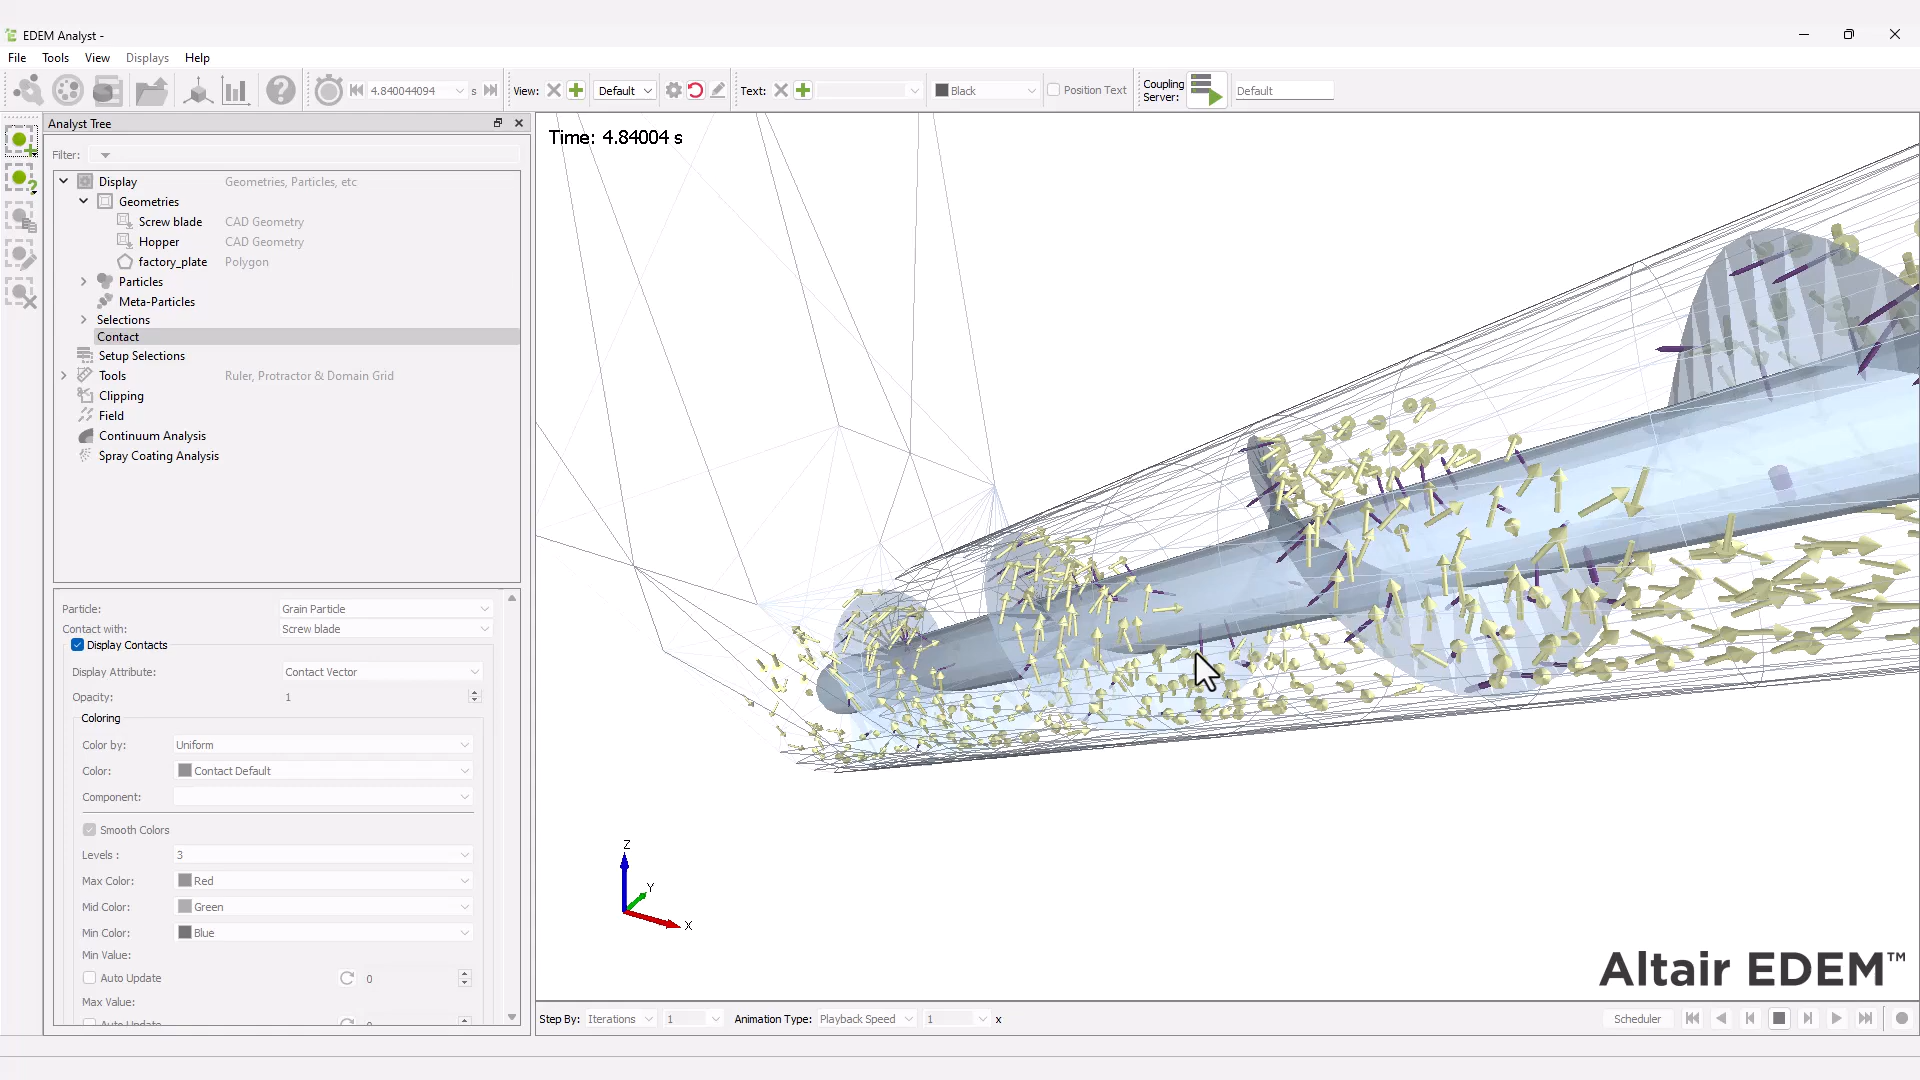 EDEM Analyst -
File Tools View Displays Help
4.840044094 s View: Default Text: Black Position Text Coupling Server: Default
Analyst Tree
Time: 4.84004 s
Filter:
Display Geometries, Particles, etc
Geometries
Screw blade CAD Geometry
Hopper CAD Geometry
factory_plate Polygon
Particles
Meta-Particles
Selections
Contact
Setup Selections
Tools Ruler, Protractor & Domain Grid
Clipping
Field
Continuum Analysis
Spray Coating Analysis
Particle: Grain Particle
Contact with: Screw blade
Display Contacts
Display Attribute: Contact Vector
Opacity: 1
Coloring
Color by: Uniform
Color: Contact Default
Component:
Smooth Colors
Levels : 3
Max Color: Red
Mid Color: Green
Min Color: Blue
Min Value:
Auto Update 0
Max Value:
Auto Update 0
Z
Y
X
Altair EDEM™
Step By: Iterations 1 Animation Type: Playback Speed 1 x Scheduler